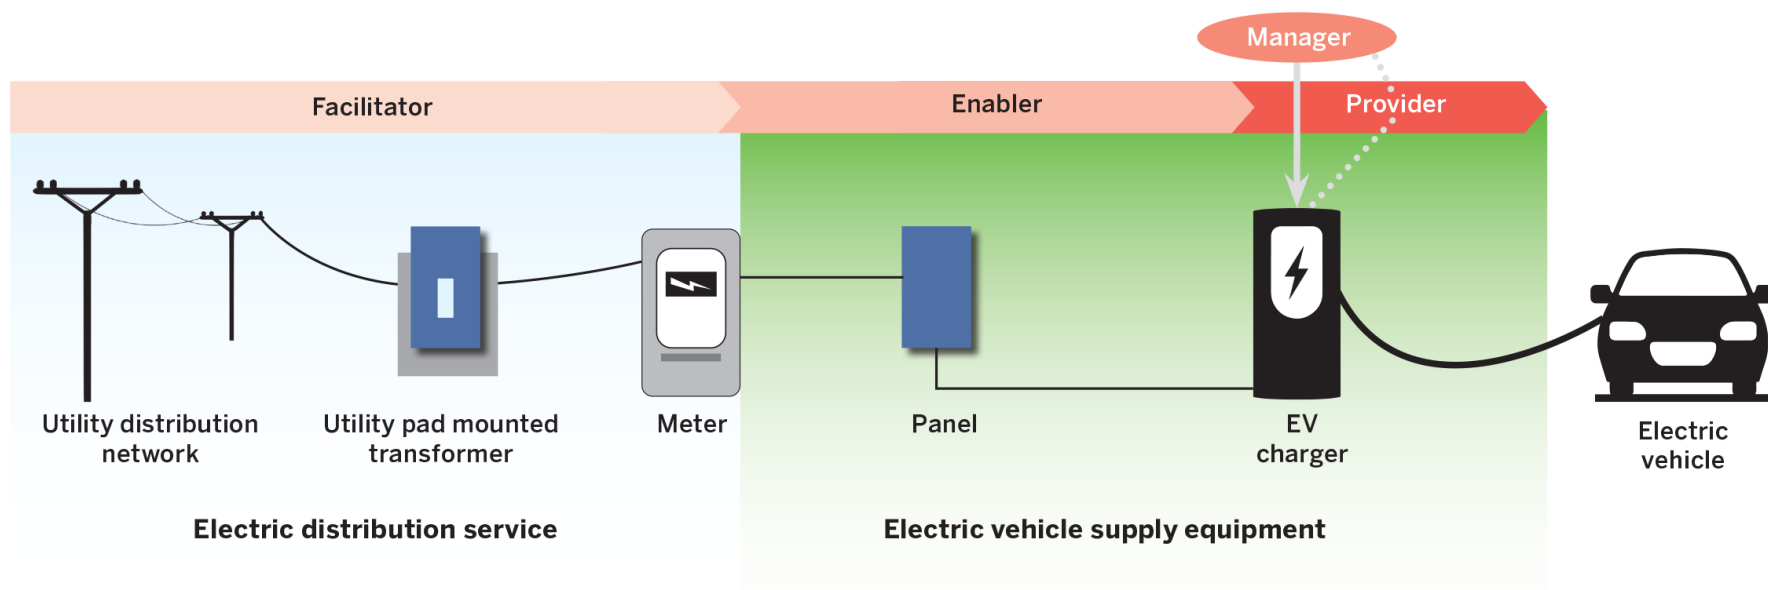 Manager
Facilitator
Enabler
Provider
Utility distribution
network
Utility pad mounted
transformer
Meter
Panel
EV
charger
Electric
vehicle
Electric distribution service
Electric vehicle supply equipment